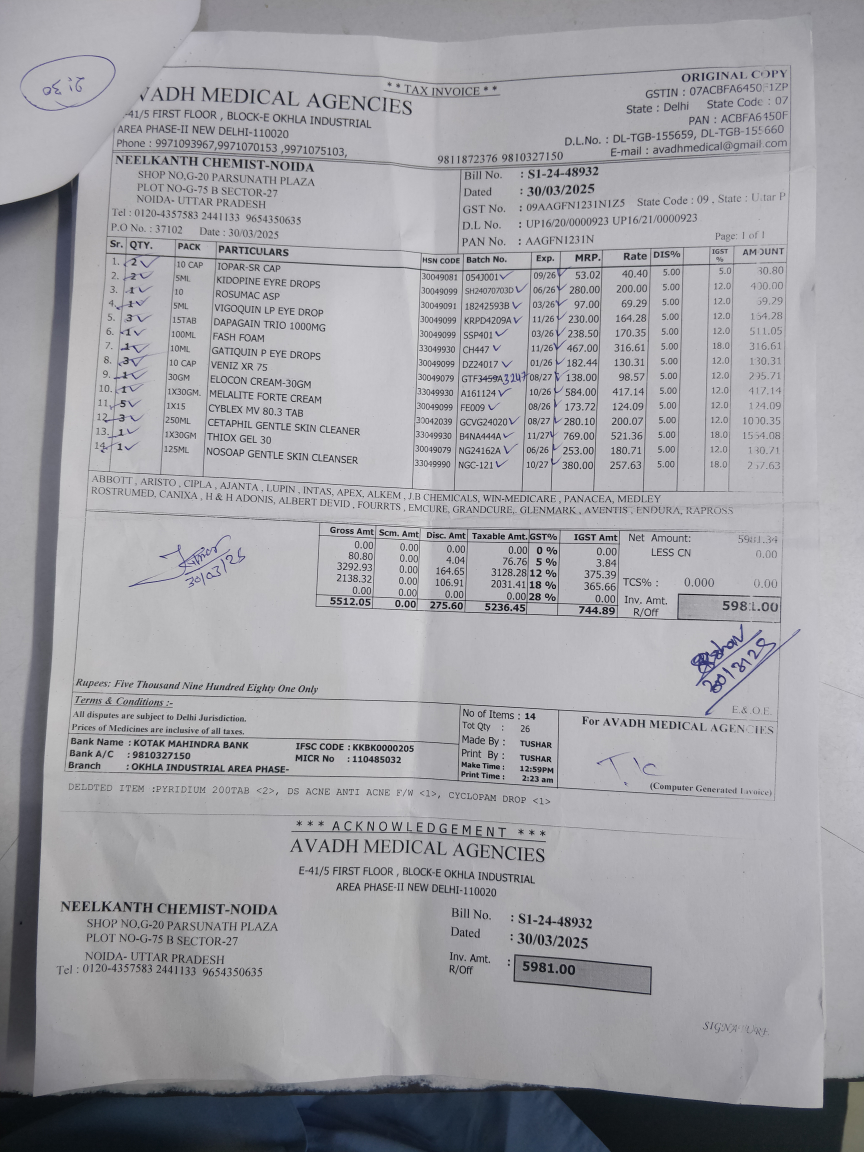 2:30
** TAX INVOICE **
ORIGINAL COPY
VADH MEDICAL AGENCIES
GSTIN : 07ACBFA6450F1ZP
-41/5 FIRST FLOOR , BLOCK-E OKHLA INDUSTRIAL
State : Delhi State Code : 07
AREA PHASE-II NEW DELHI-110020
PAN : ACBFA6450F
Phone : 9971093967,9971070153 ,9971075103, 9811872376 9810327150
D.L.No. : DL-TGB-155659, DL-TGB-155660
E-mail : avadhmedical@gmail.com
NEELKANTH CHEMIST-NOIDA
SHOP NO,G-20 PARSUNATH PLAZA
PLOT NO-G-75 B SECTOR-27
NOIDA- UTTAR PRADESH
Tel : 0120-4357583 2441133 9654350635
P.O No. : 37102 Date : 30/03/2025
Bill No. : S1-24-48932
Dated : 30/03/2025
GST No. : 09AAGFN1231N1Z5 State Code : 09 , State : Uttar P
D.L No. : UP16/20/0000923 UP16/21/0000923
PAN No. : AAGFN1231N
Page: 1 of 1
Sr. QTY. PACK PARTICULARS HSN CODE Batch No. Exp. MRP. Rate DIS% IGST % AMOUNT
1. 2 10 CAP IOPAR-SR CAP 30049081 0543001 09/26 53.02 40.40 5.00 5.0 80.80
2. 2 5ML KIDOPINE EYRE DROPS 30049099 SH24070703D 06/26 280.00 200.00 5.00 12.0 400.00
3. 1 10 ROSUMAC ASP 30049091 18242593B 03/26 97.00 69.29 5.00 12.0 69.29
4. 1 5ML VIGOQUIN LP EYE DROP 30049099 KRPD4209A 11/26 230.00 164.28 5.00 12.0 164.28
5. 3 15TAB DAPAGAIN TRIO 1000MG 30049099 SSP401 03/26 238.50 170.35 5.00 12.0 511.05
6. 1 100ML FASH FOAM 33049930 CH447 11/26 467.00 316.61 5.00 18.0 316.61
7. 1 10ML GATIQUIN P EYE DROPS 30049099 DZ24017 01/26 182.44 130.31 5.00 12.0 130.31
8. 3 10 CAP VENIZ XR 75 30049079 GTF3459A 3247 08/27 138.00 98.57 5.00 12.0 295.71
9. 1 30GM ELOCON CREAM-30GM 33049930 A161124 10/26 584.00 417.14 5.00 12.0 417.14
10. 1 1X30GM. MELALITE FORTE CREAM 30049099 FE009 08/26 173.72 124.09 5.00 12.0 124.09
11. 5 1X15 CYBLEX MV 80.3 TAB 30042039 GCVG24020 08/27 280.10 200.07 5.00 12.0 1000.35
12. 3 250ML CETAPHIL GENTLE SKIN CLEANER 33049930 B4NA444A 11/27 769.00 521.36 5.00 18.0 1564.08
13. 1 1X30GM THIOX GEL 30 30049079 NG24162A 06/26 253.00 180.71 5.00 12.0 180.71
14. 1 125ML NOSOAP GENTLE SKIN CLEANSER 33049990 NGC-121 10/27 380.00 257.63 5.00 18.0 257.63
ABBOTT , ARISTO , CIPLA , AJANTA , LUPIN , INTAS, APEX, ALKEM , J.B CHEMICALS, WIN-MEDICARE , PANACEA, MEDLEY
ROSTRUMED, CANIXA , H & H ADONIS, ALBERT DEVID , FOURRTS , EMCURE, GRANDCURE,. GLENMARK , AVENTIS , ENDURA, RAPROSS
Gross Amt Scm. Amt Disc. Amt Taxable Amt. GST% IGST Amt
0.00 0.00 0.00 0.00 0 % 0.00
80.80 0.00 4.04 76.76 5 % 3.84
3292.93 0.00 164.65 3128.28 12 % 375.39
2138.32 0.00 106.91 2031.41 18 % 365.66
0.00 0.00 0.00 0.00 28 % 0.00
5512.05 0.00 275.60 5236.45 744.89
Net Amount: 5981.34
LESS CN 0.00
TCS% : 0.000 0.00
Inv. Amt. R/Off 5981.00
30/03/25
30/3/25
Rupees: Five Thousand Nine Hundred Eighty One Only
E.& O.E.
Terms & Conditions :-
All disputes are subject to Delhi Jurisdiction.
Prices of Medicines are inclusive of all taxes.
Bank Name : KOTAK MAHINDRA BANK IFSC CODE : KKBK0000205
Bank A/C : 9810327150 MICR No : 110485032
Branch : OKHLA INDUSTRIAL AREA PHASE-
No of Items : 14
Tot Qty : 26
Made By : TUSHAR
Print By : TUSHAR
Make Time : 12:59PM
Print Time : 2:23 am
For AVADH MEDICAL AGENCIES
(Computer Generated Invoice)
DELDTED ITEM :PYRIDIUM 200TAB <2>, DS ACNE ANTI ACNE F/W <1>, CYCLOPAM DROP <1>
*** ACKNOWLEDGEMENT ***
AVADH MEDICAL AGENCIES
E-41/5 FIRST FLOOR , BLOCK-E OKHLA INDUSTRIAL
AREA PHASE-II NEW DELHI-110020
NEELKANTH CHEMIST-NOIDA
SHOP NO,G-20 PARSUNATH PLAZA
PLOT NO-G-75 B SECTOR-27
NOIDA- UTTAR PRADESH
Tel : 0120-4357583 2441133 9654350635
Bill No. : S1-24-48932
Dated : 30/03/2025
Inv. Amt. R/Off : 5981.00
SIGNATURE